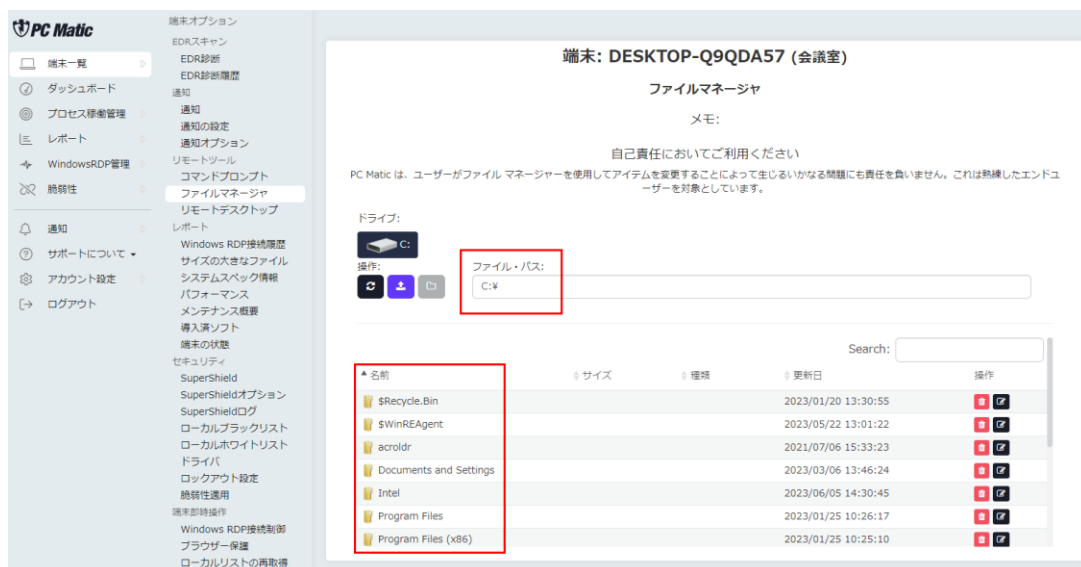 PC Matic
端末一覧
ダッシュボード
プロセス稼働管理
レポート
WindowsRDP管理
脆弱性
通知
サポートについて
アカウント設定
ログアウト
端末オプション
EDRスキャン
EDR診断
EDR診断履歴
通知
通知
通知の設定
通知オプション
リモートツール
コマンドプロンプト
ファイルマネージャ
リモートデスクトップ
レポート
Windows RDP接続履歴
サイズの大きなファイル
システムスペック情報
パフォーマンス
メンテナンス概要
導入済ソフト
端末の状態
セキュリティ
SuperShield
SuperShieldオプション
SuperShieldログ
ローカルブラックリスト
ローカルホワイトリスト
ドライバ
ロックアウト設定
脆弱性適用
端末即時操作
Windows RDP接続制御
ブラウザー保護
ローカルリストの再取得
端末: DESKTOP-Q9QDA57 (会議室)
ファイルマネージャ
メモ:
自己責任においてご利用ください
PC Matic は、ユーザーがファイル マネージャーを使用してアイテムを変更することによって生じるいかなる問題にも責任を負いません。これは熟練したエンドユ
ーザーを対象としています。
ドライブ:
C:
操作: ファイル・パス:
C:¥
Search:
名前 サイズ 種類 更新日 操作
$Recycle.Bin 2023/01/20 13:30:55
$WinREAgent 2023/05/22 13:01:22
acroldr 2021/07/06 15:33:23
Documents and Settings 2023/03/06 13:46:24
Intel 2023/06/05 14:30:45
Program Files 2023/01/25 10:26:17
Program Files (x86) 2023/01/25 10:25:10